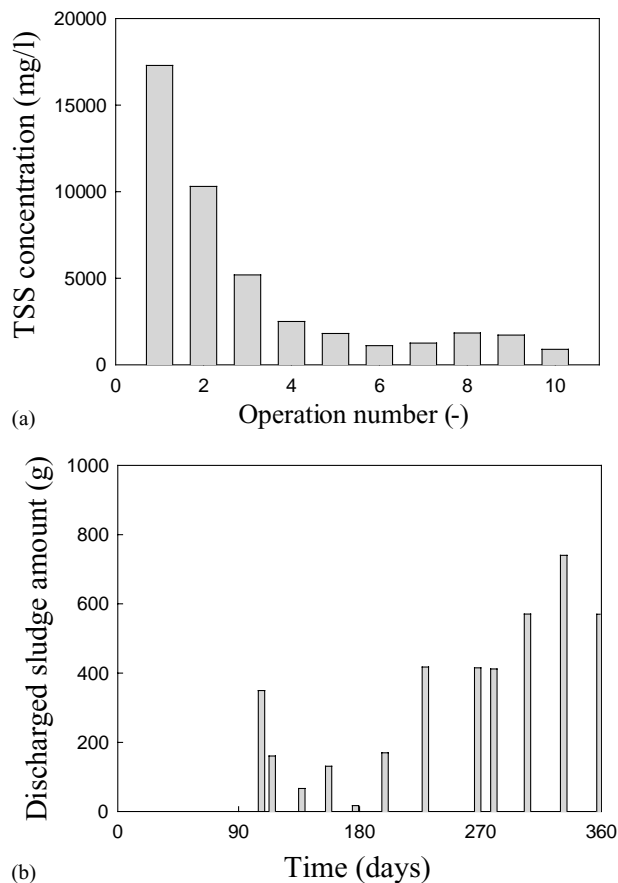 20000
15000
10000
5000
0
TSS concentration (mg/l)
0 2 4 6 8 10
Operation number (-)
(a)
1000
800
600
400
200
0
Discharged sludge amount (g)
0 90 180 270 360
Time (days)
(b)